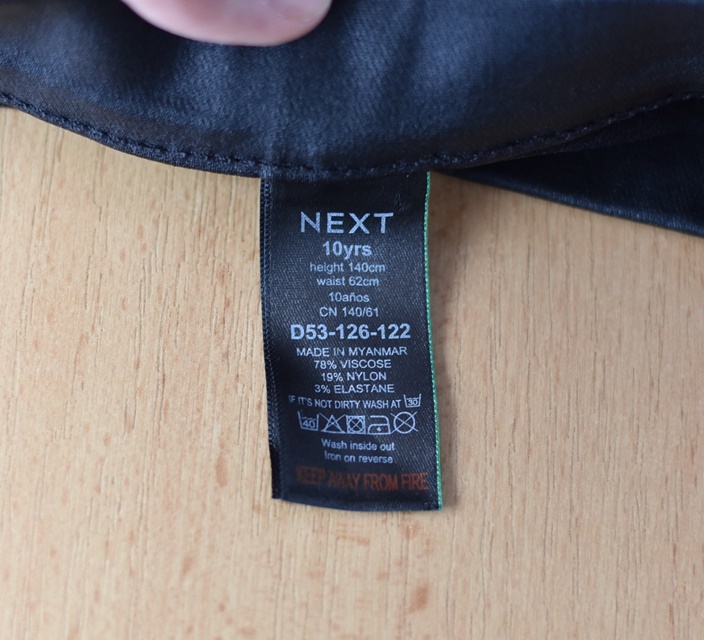 NEXT
10yrs
height 140cm
waist 62cm
10años
CN 140/61
D53-126-122
MADE IN MYANMAR
78% VISCOSE
19% NYLON
3% ELASTANE
IF IT'S NOT DIRTY WASH AT 30
40
Wash inside out
Iron on reverse
KEEP AWAY FROM FIRE